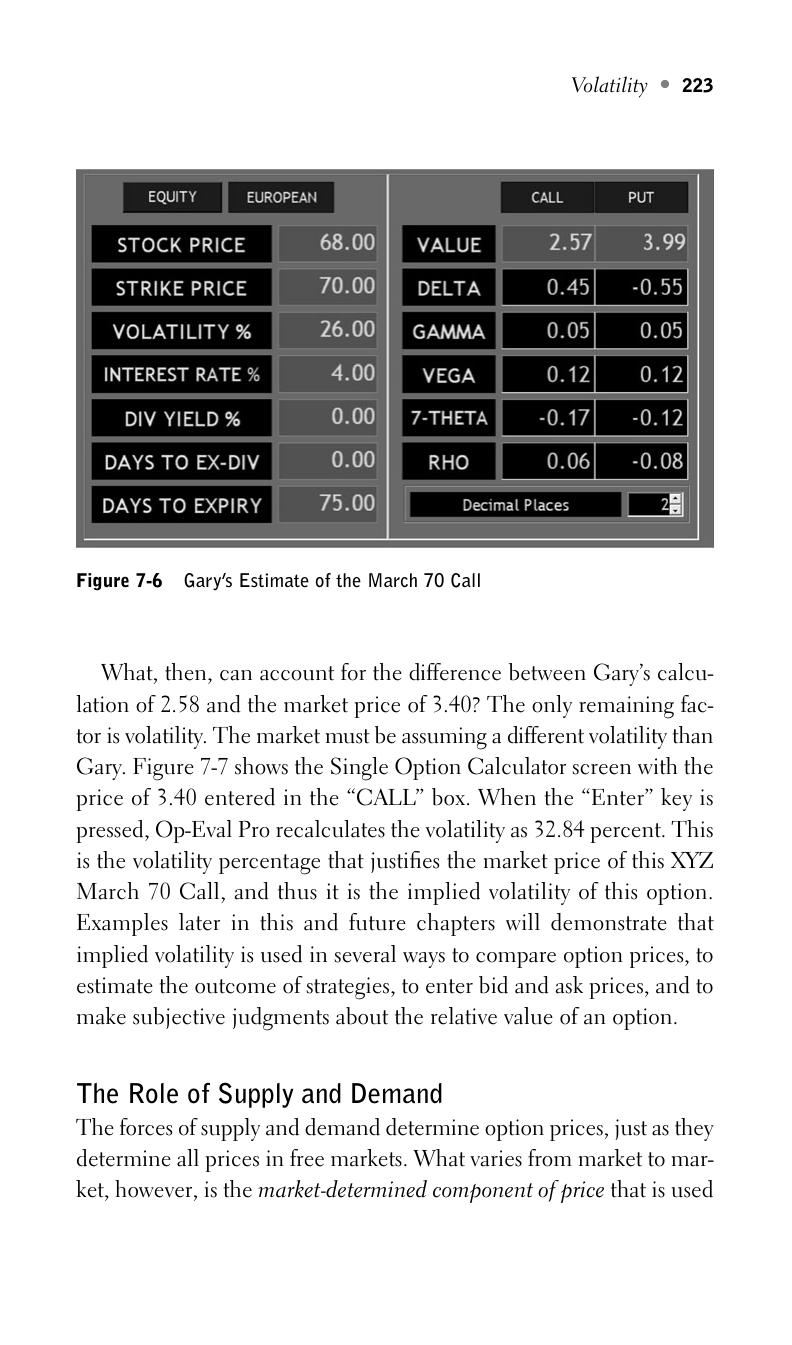 Volatility • 223
EQUITY EUROPEAN CALL PUT
STOCK PRICE 68.00 VALUE 2.57 3.99
STRIKE PRICE 70.00 DELTA 0.45 -0.55
VOLATILITY % 26.00 GAMMA 0.05 0.05
INTEREST RATE % 4.00 VEGA 0.12 0.12
DIV YIELD % 0.00 7-THETA -0.17 -0.12
DAYS TO EX-DIV 0.00 RHO 0.06 -0.08
DAYS TO EXPIRY 75.00 Decimal Places 2
Figure 7-6 Gary’s Estimate of the March 70 Call
What, then, can account for the difference between Gary’s calcu-
lation of 2.58 and the market price of 3.40? The only remaining fac-
tor is volatility. The market must be assuming a different volatility than
Gary. Figure 7-7 shows the Single Option Calculator screen with the
price of 3.40 entered in the “CALL” box. When the “Enter” key is
pressed, Op-Eval Pro recalculates the volatility as 32.84 percent. This
is the volatility percentage that justifies the market price of this XYZ
March 70 Call, and thus it is the implied volatility of this option.
Examples later in this and future chapters will demonstrate that
implied volatility is used in several ways to compare option prices, to
estimate the outcome of strategies, to enter bid and ask prices, and to
make subjective judgments about the relative value of an option.
The Role of Supply and Demand
The forces of supply and demand determine option prices, just as they
determine all prices in free markets. What varies from market to mar-
ket, however, is the market-determined component of price that is used